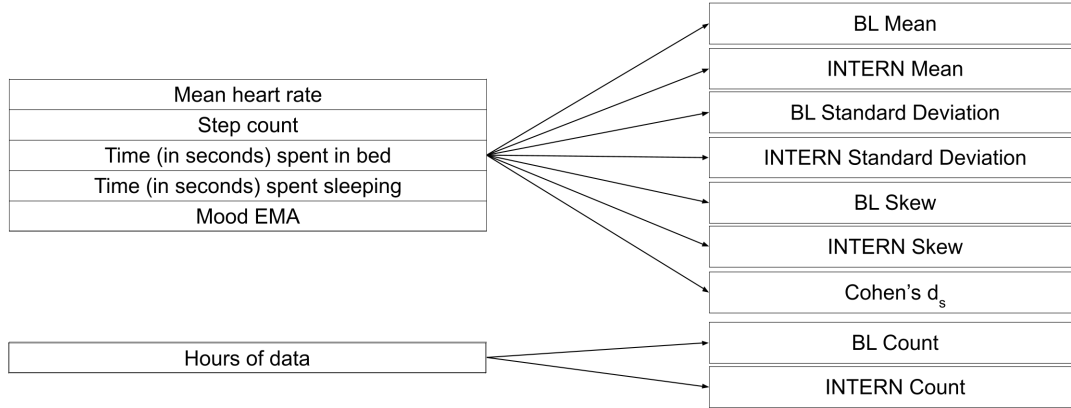 Mean heart rate
Step count
Time (in seconds) spent in bed
Time (in seconds) spent sleeping
Mood EMA
Hours of data
BL Mean
INTERN Mean
BL Standard Deviation
INTERN Standard Deviation
BL Skew
INTERN Skew
Cohen's dₛ
BL Count
INTERN Count